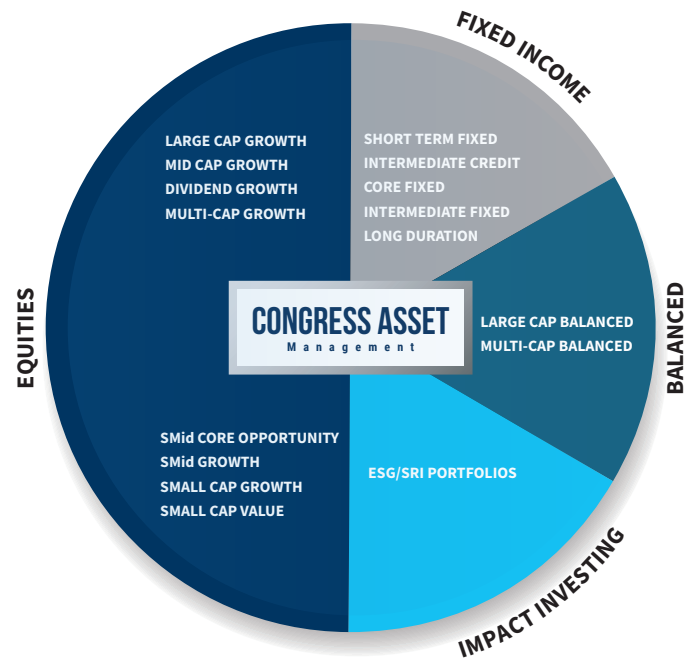 FIXED INCOME
LARGE CAP GROWTH
MID CAP GROWTH
DIVIDEND GROWTH
MULTI-CAP GROWTH
SHORT TERM FIXED
INTERMEDIATE CREDIT
CORE FIXED
INTERMEDIATE FIXED
LONG DURATION
EQUITIES
CONGRESS ASSET
Management
LARGE CAP BALANCED
MULTI-CAP BALANCED
BALANCED
SMid CORE OPPORTUNITY
SMid GROWTH
SMALL CAP GROWTH
SMALL CAP VALUE
ESG/SRI PORTFOLIOS
IMPACT INVESTING